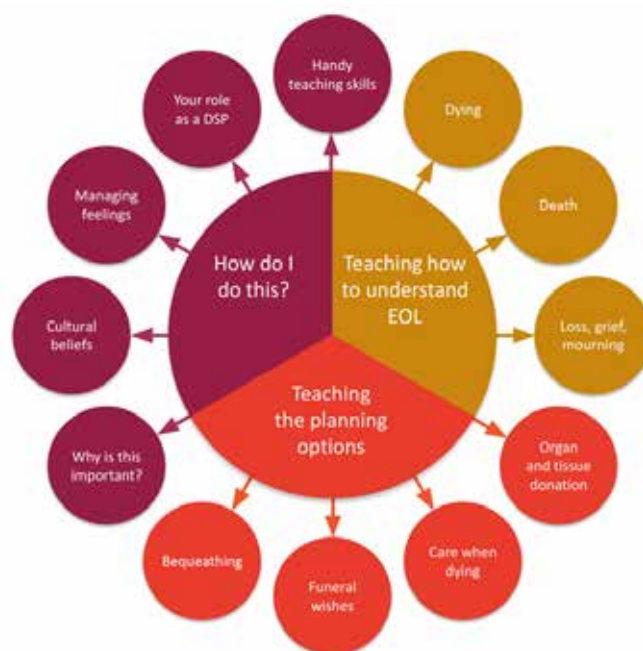 Handy
teaching skills
Dying
Death
Loss, grief,
mourning
Organ
and tissue
donation
Care when
dying
Funeral
wishes
Bequeathing
Why is this
important?
Cultural
beliefs
Managing
feelings
Your role
as a DSP
How do I
do this?
Teaching how
to understand
EOL
Teaching
the planning
options